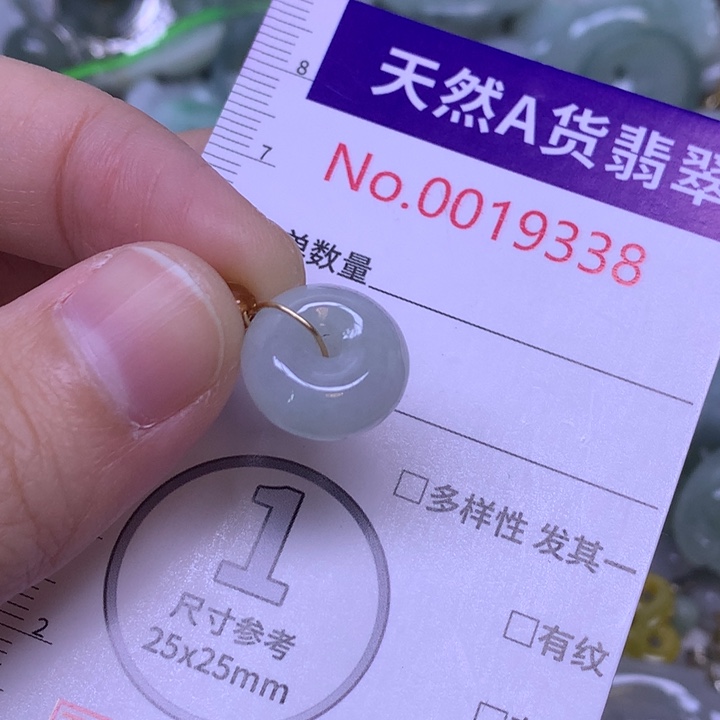 天然A货翡翠
No.0019338
单数量
8
7
□多样性 发其一
□有纹
1
尺寸参考
25x25mm
2